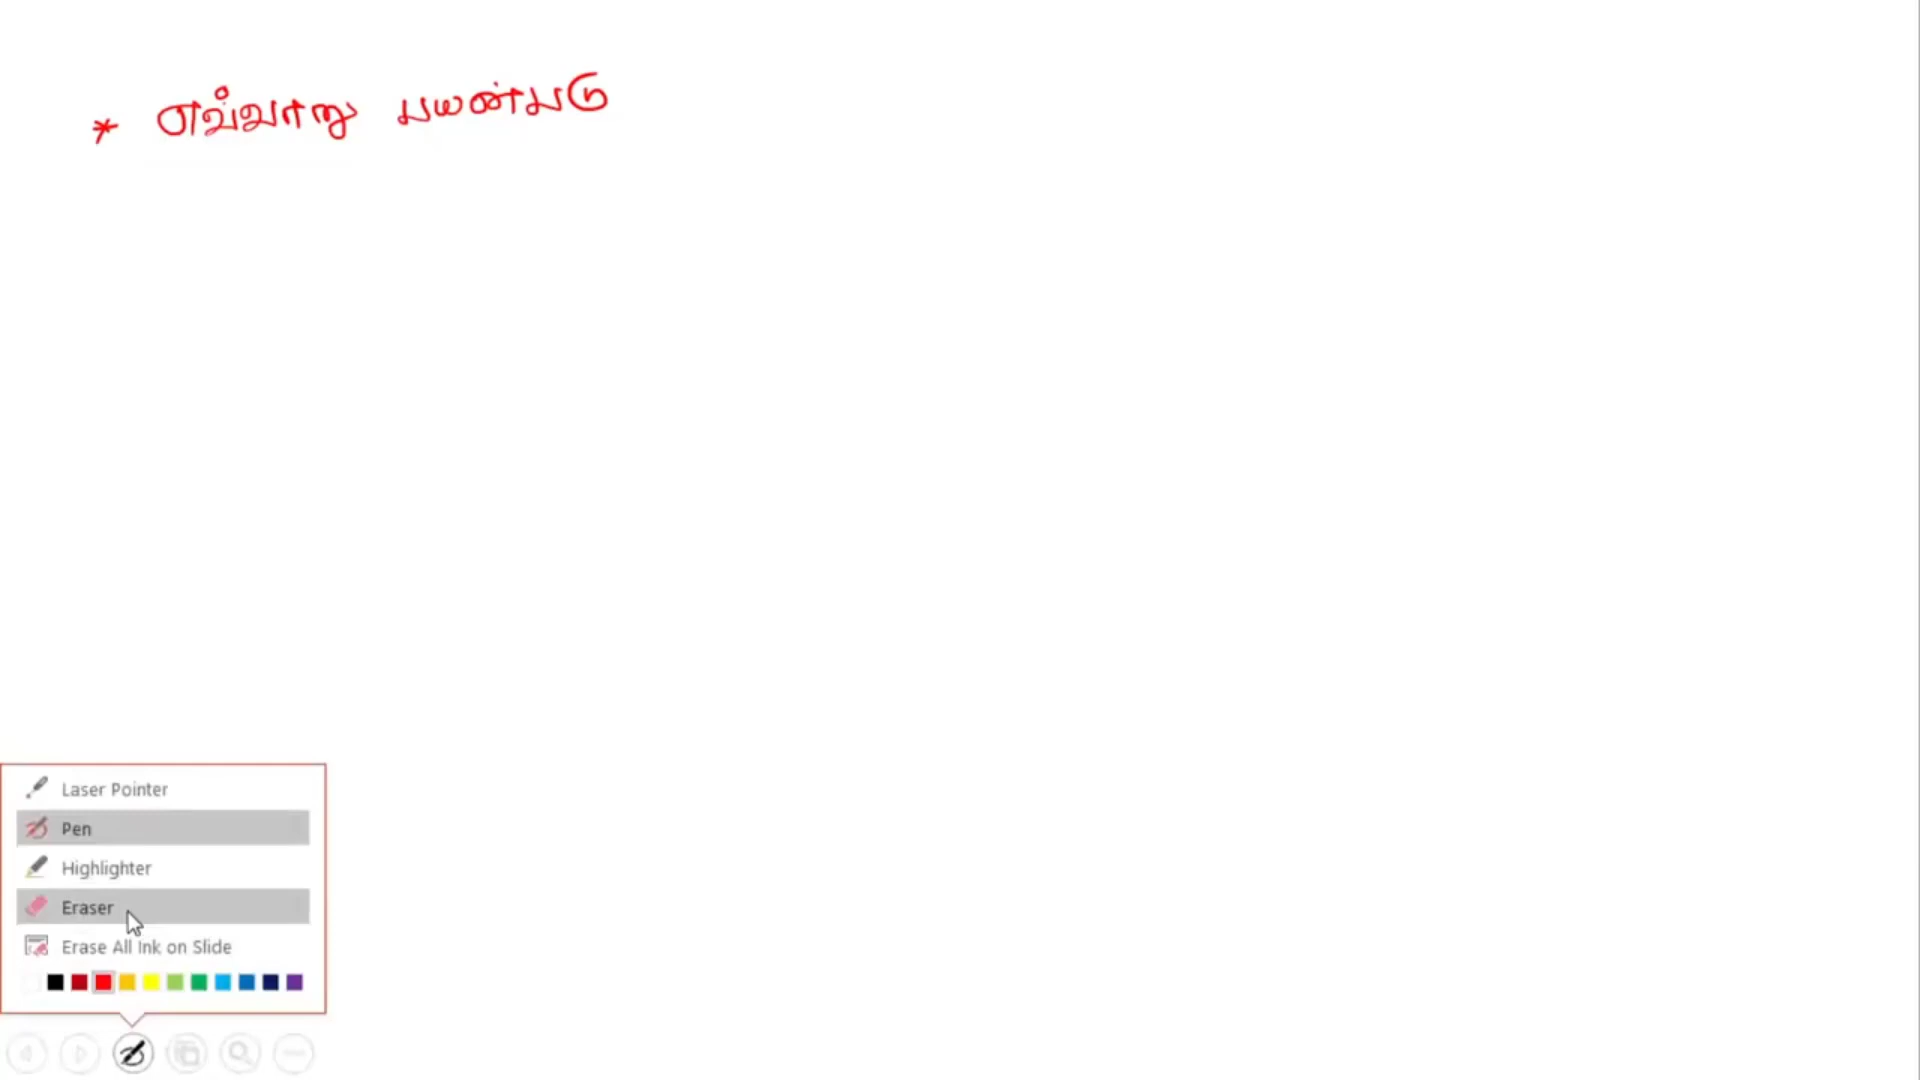 * எவ்வாறு பயன்படு
Laser Pointer
Pen
Highlighter
Eraser
Erase All Ink on Slide